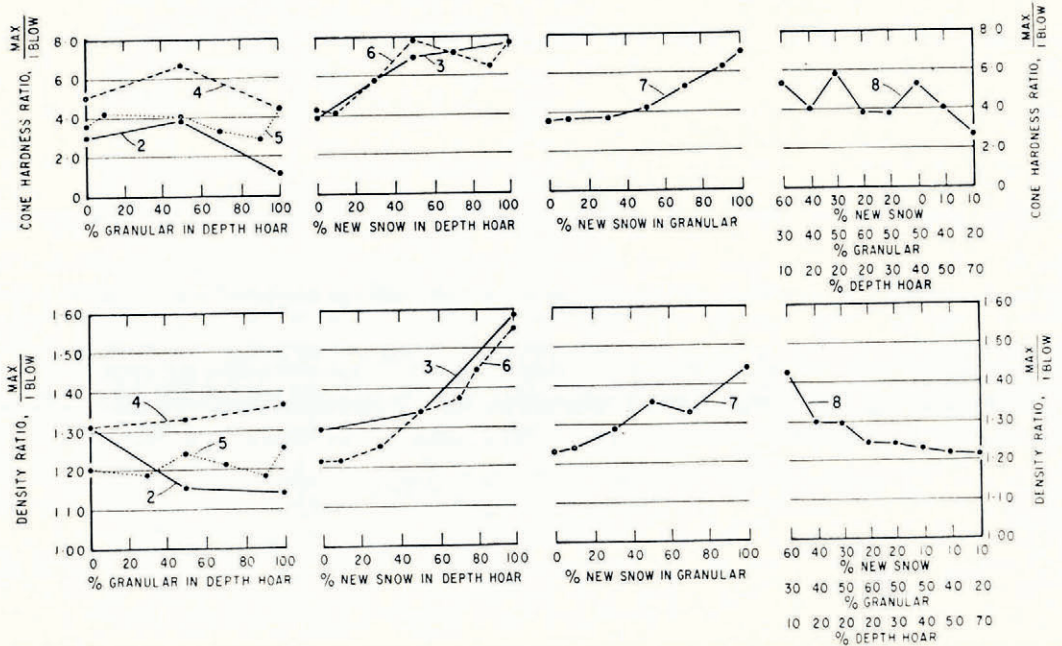 CONE HARDNESS RATIO, MAX / 1 BLOW
8·0
6·0
4·0
2·0
0
4
5
2
0 20 40 60 80 100
% GRANULAR IN DEPTH HOAR
6
3
0 20 40 60 80 100
% NEW SNOW IN DEPTH HOAR
7
0 20 40 60 80 100
% NEW SNOW IN GRANULAR
8
8·0
6·0
4·0
2·0
0
CONE HARDNESS RATIO, MAX / 1 BLOW
60 40 30 20 20 0 10 10
% NEW SNOW
30 40 50 60 50 50 40 20
% GRANULAR
10 20 20 20 30 40 50 70
% DEPTH HOAR
DENSITY RATIO, MAX / 1 BLOW
1·60
1·50
1·40
1·30
1·20
1·10
1·00
4
5
2
0 20 40 60 80 100
% GRANULAR IN DEPTH HOAR
3
6
0 20 40 60 80 100
% NEW SNOW IN DEPTH HOAR
7
0 20 40 60 80 100
% NEW SNOW IN GRANULAR
8
1·60
1·50
1·40
1·30
1·20
1·10
1·00
DENSITY RATIO, MAX / 1 BLOW
60 40 30 20 20 10 10 10
% NEW SNOW
30 40 50 60 50 50 40 20
% GRANULAR
10 20 20 20 30 40 50 70
% DEPTH HOAR